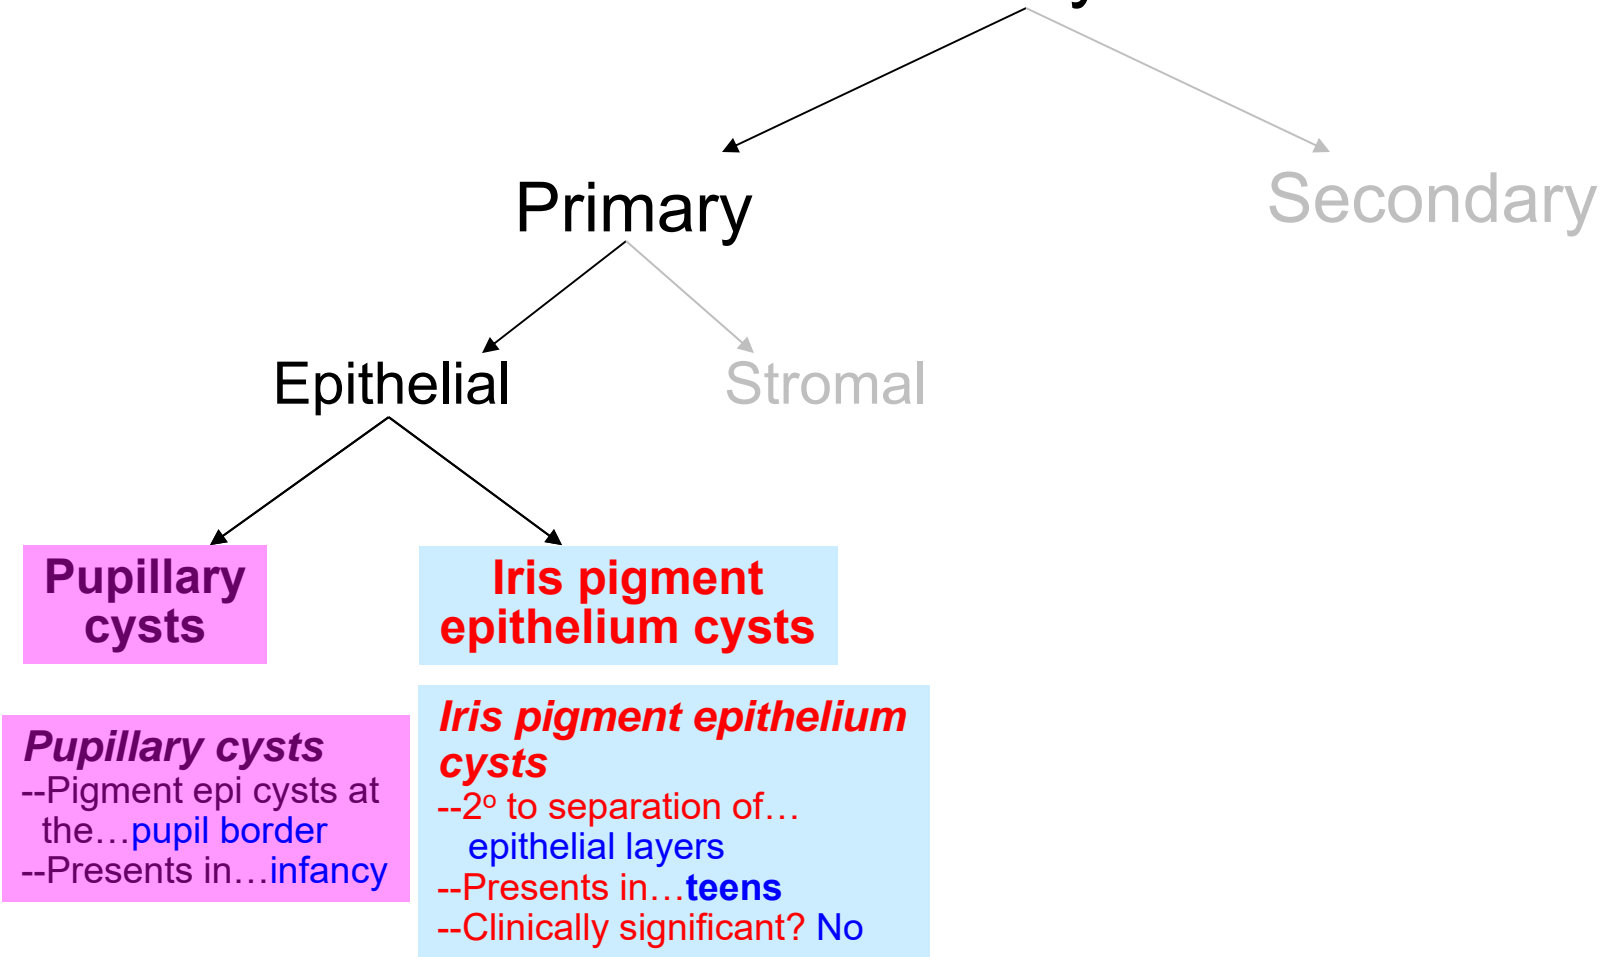 Primary
Secondary
Epithelial
Stromal
Pupillary
cysts
Iris pigment
epithelium cysts
Pupillary cysts
--Pigment epi cysts at
the…pupil border
--Presents in…infancy
Iris pigment epithelium
cysts
--2º to separation of…
epithelial layers
--Presents in…teens
--Clinically significant? No